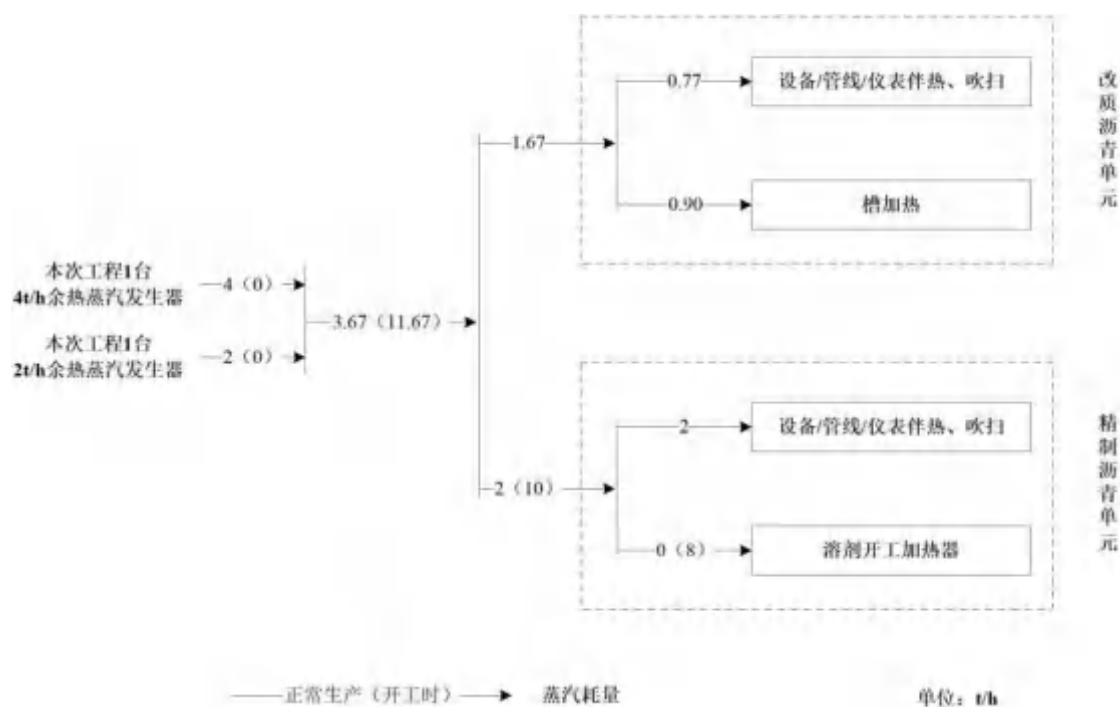 0.77
设备/管线/仪表伴热、吹扫
1.67
0.90
槽加热
改质沥青单元
本次工程1台
4t/h余热蒸汽发生器
4（0）
3.67（11.67）
本次工程1台
2t/h余热蒸汽发生器
2（0）
2
设备/管线/仪表伴热、吹扫
2（10）
0（8）
溶剂开工加热器
精制沥青单元
正常生产（开工时）
蒸汽耗量
单位：t/h